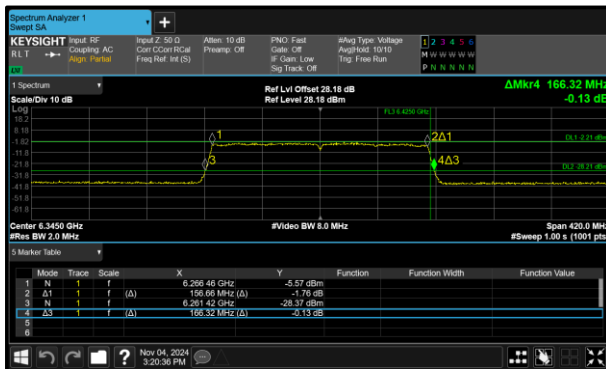 Spectrum Analyzer 1
Swept SA
+
KEYSIGHT Input: RF Input Z: 50 Ω Atten: 10 dB PNO: Fast #Avg Type: Voltage 1 2 3 4 5 6
RLT Coupling: AC Corr CCorr RCal Preamp: Off Gate: Off Avg|Hold: 10/10 M W W W W W
Align: Partial Freq Ref: Int (S) IF Gain: Low Trig: Free Run P N N N N N
Sig Track: Off
1 Spectrum Ref Lvl Offset 28.18 dB ΔMkr4 166.32 MHz
Scale/Div 10 dB Ref Level 28.18 dBm -0.13 dB
Log FL3 6.4250 GHz
18.2
8.18
-1.82 1 2Δ1 DL1 -2.21 dBm
-11.8
-21.8 3 4Δ3 DL2 -28.21 dBm
-31.8
-41.8
-51.8
-61.8
Center 6.3450 GHz #Video BW 8.0 MHz Span 420.0 MHz
#Res BW 2.0 MHz #Sweep 1.00 s (1001 pts)
5 Marker Table
Mode Trace Scale X Y Function Function Width Function Value
1 N 1 f 6.266 46 GHz -5.57 dBm
2 Δ1 1 f (Δ) 156.66 MHz (Δ) -1.76 dB
3 N 1 f 6.261 42 GHz -28.37 dBm
4 Δ3 1 f (Δ) 166.32 MHz (Δ) -0.13 dB
5
6
? Nov 04, 2024
3:20:36 PM